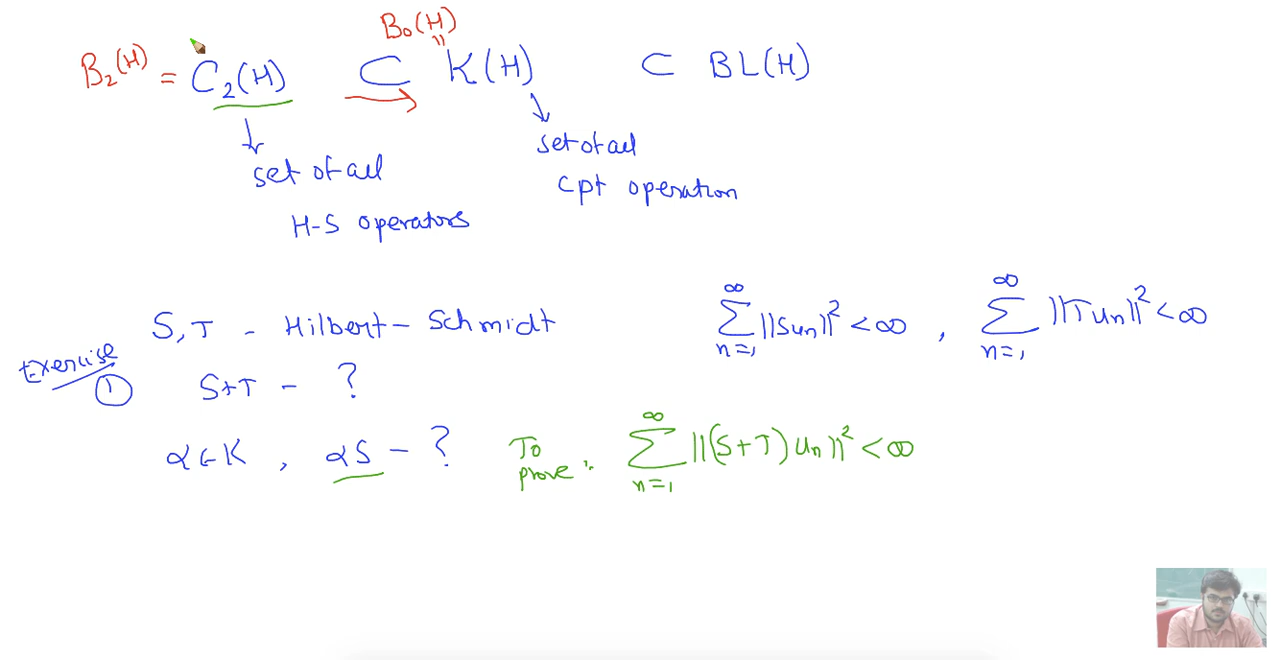 B₀(H)
B₂(H) = C₂(H) ⊂ K(H) ⊂ BL(H)
set of all
H-S operators
set of all
cpt operation
S, T - Hilbert-Schmidt
∑_{n=1}^{∞} ||Sun||² < ∞ , ∑_{n=1}^{∞} ||Tun||² < ∞
Exercise
① S+T - ?
α ∈ K , αS - ?
To
prove : ∑_{n=1}^{∞} ||(S+T) un||² < ∞